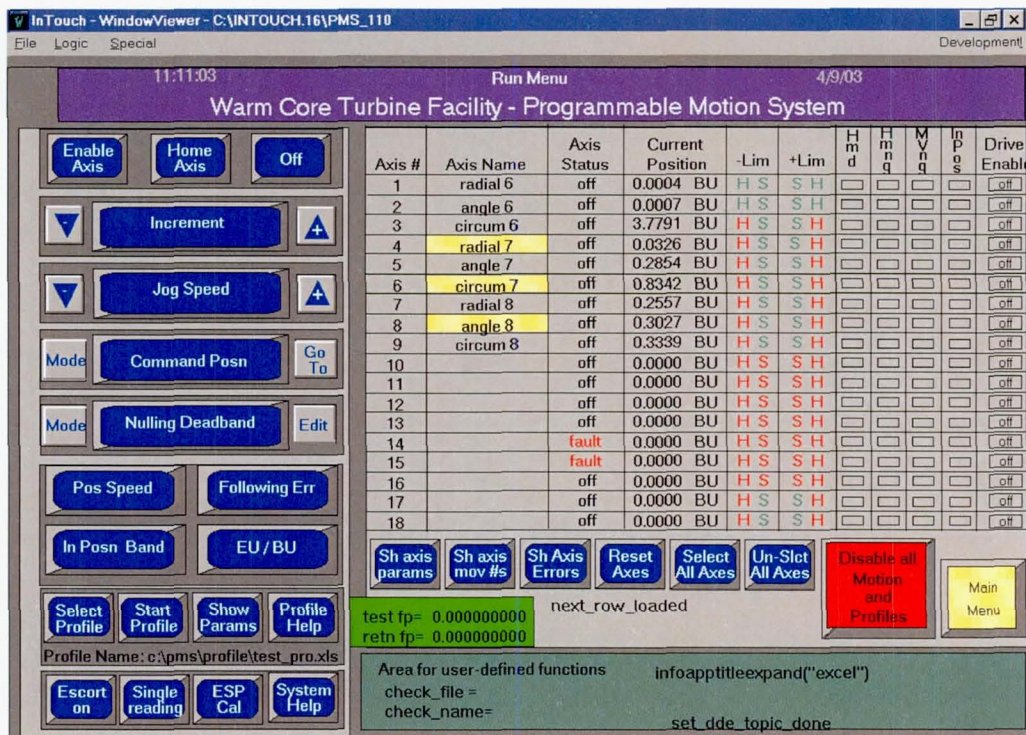 InTouch - WindowViewer - C:\INTOUCH.16\PMS_110
File Logic Special Development!
11:11:03 Run Menu 4/9/03
Warm Core Turbine Facility - Programmable Motion System
Enable Axis Home Axis Off
- Increment +
- Jog Speed +
Mode Command Posn Go To
Mode Nulling Deadband Edit
Pos Speed Following Err
In Posn Band EU / BU
Select Profile Start Profile Show Params Profile Help
Profile Name: c:\pms\profile\test_pro.xls
Escort on Single reading ESP Cal System Help
Axis # Axis Name Axis Status Current Position -Lim +Lim Hmd Hmng MVng InPos Drive Enable
1 radial 6 off 0.0004 BU H S S H off
2 angle 6 off 0.0007 BU H S S H off
3 circum 6 off 3.7791 BU H S S H off
4 radial 7 off 0.0326 BU H S S H off
5 angle 7 off 0.2854 BU H S S H off
6 circum 7 off 0.8342 BU H S S H off
7 radial 8 off 0.2557 BU H S S H off
8 angle 8 off 0.3027 BU H S S H off
9 circum 8 off 0.3339 BU H S S H off
10 off 0.0000 BU H S S H off
11 off 0.0000 BU H S S H off
12 off 0.0000 BU H S S H off
13 off 0.0000 BU H S S H off
14 fault 0.0000 BU H S S H off
15 fault 0.0000 BU H S S H off
16 off 0.0000 BU H S S H off
17 off 0.0000 BU H S S H off
18 off 0.0000 BU H S S H off
Sh axis params Sh axis mov #s Sh Axis Errors Reset Axes Select All Axes Un-Slct All Axes
Disable all Motion and Profiles
Main Menu
test fp= 0.000000000
retn fp= 0.000000000
next_row_loaded
Area for user-defined functions infoapptitleexpand("excel")
check_file =
check_name=
set_dde_topic_done